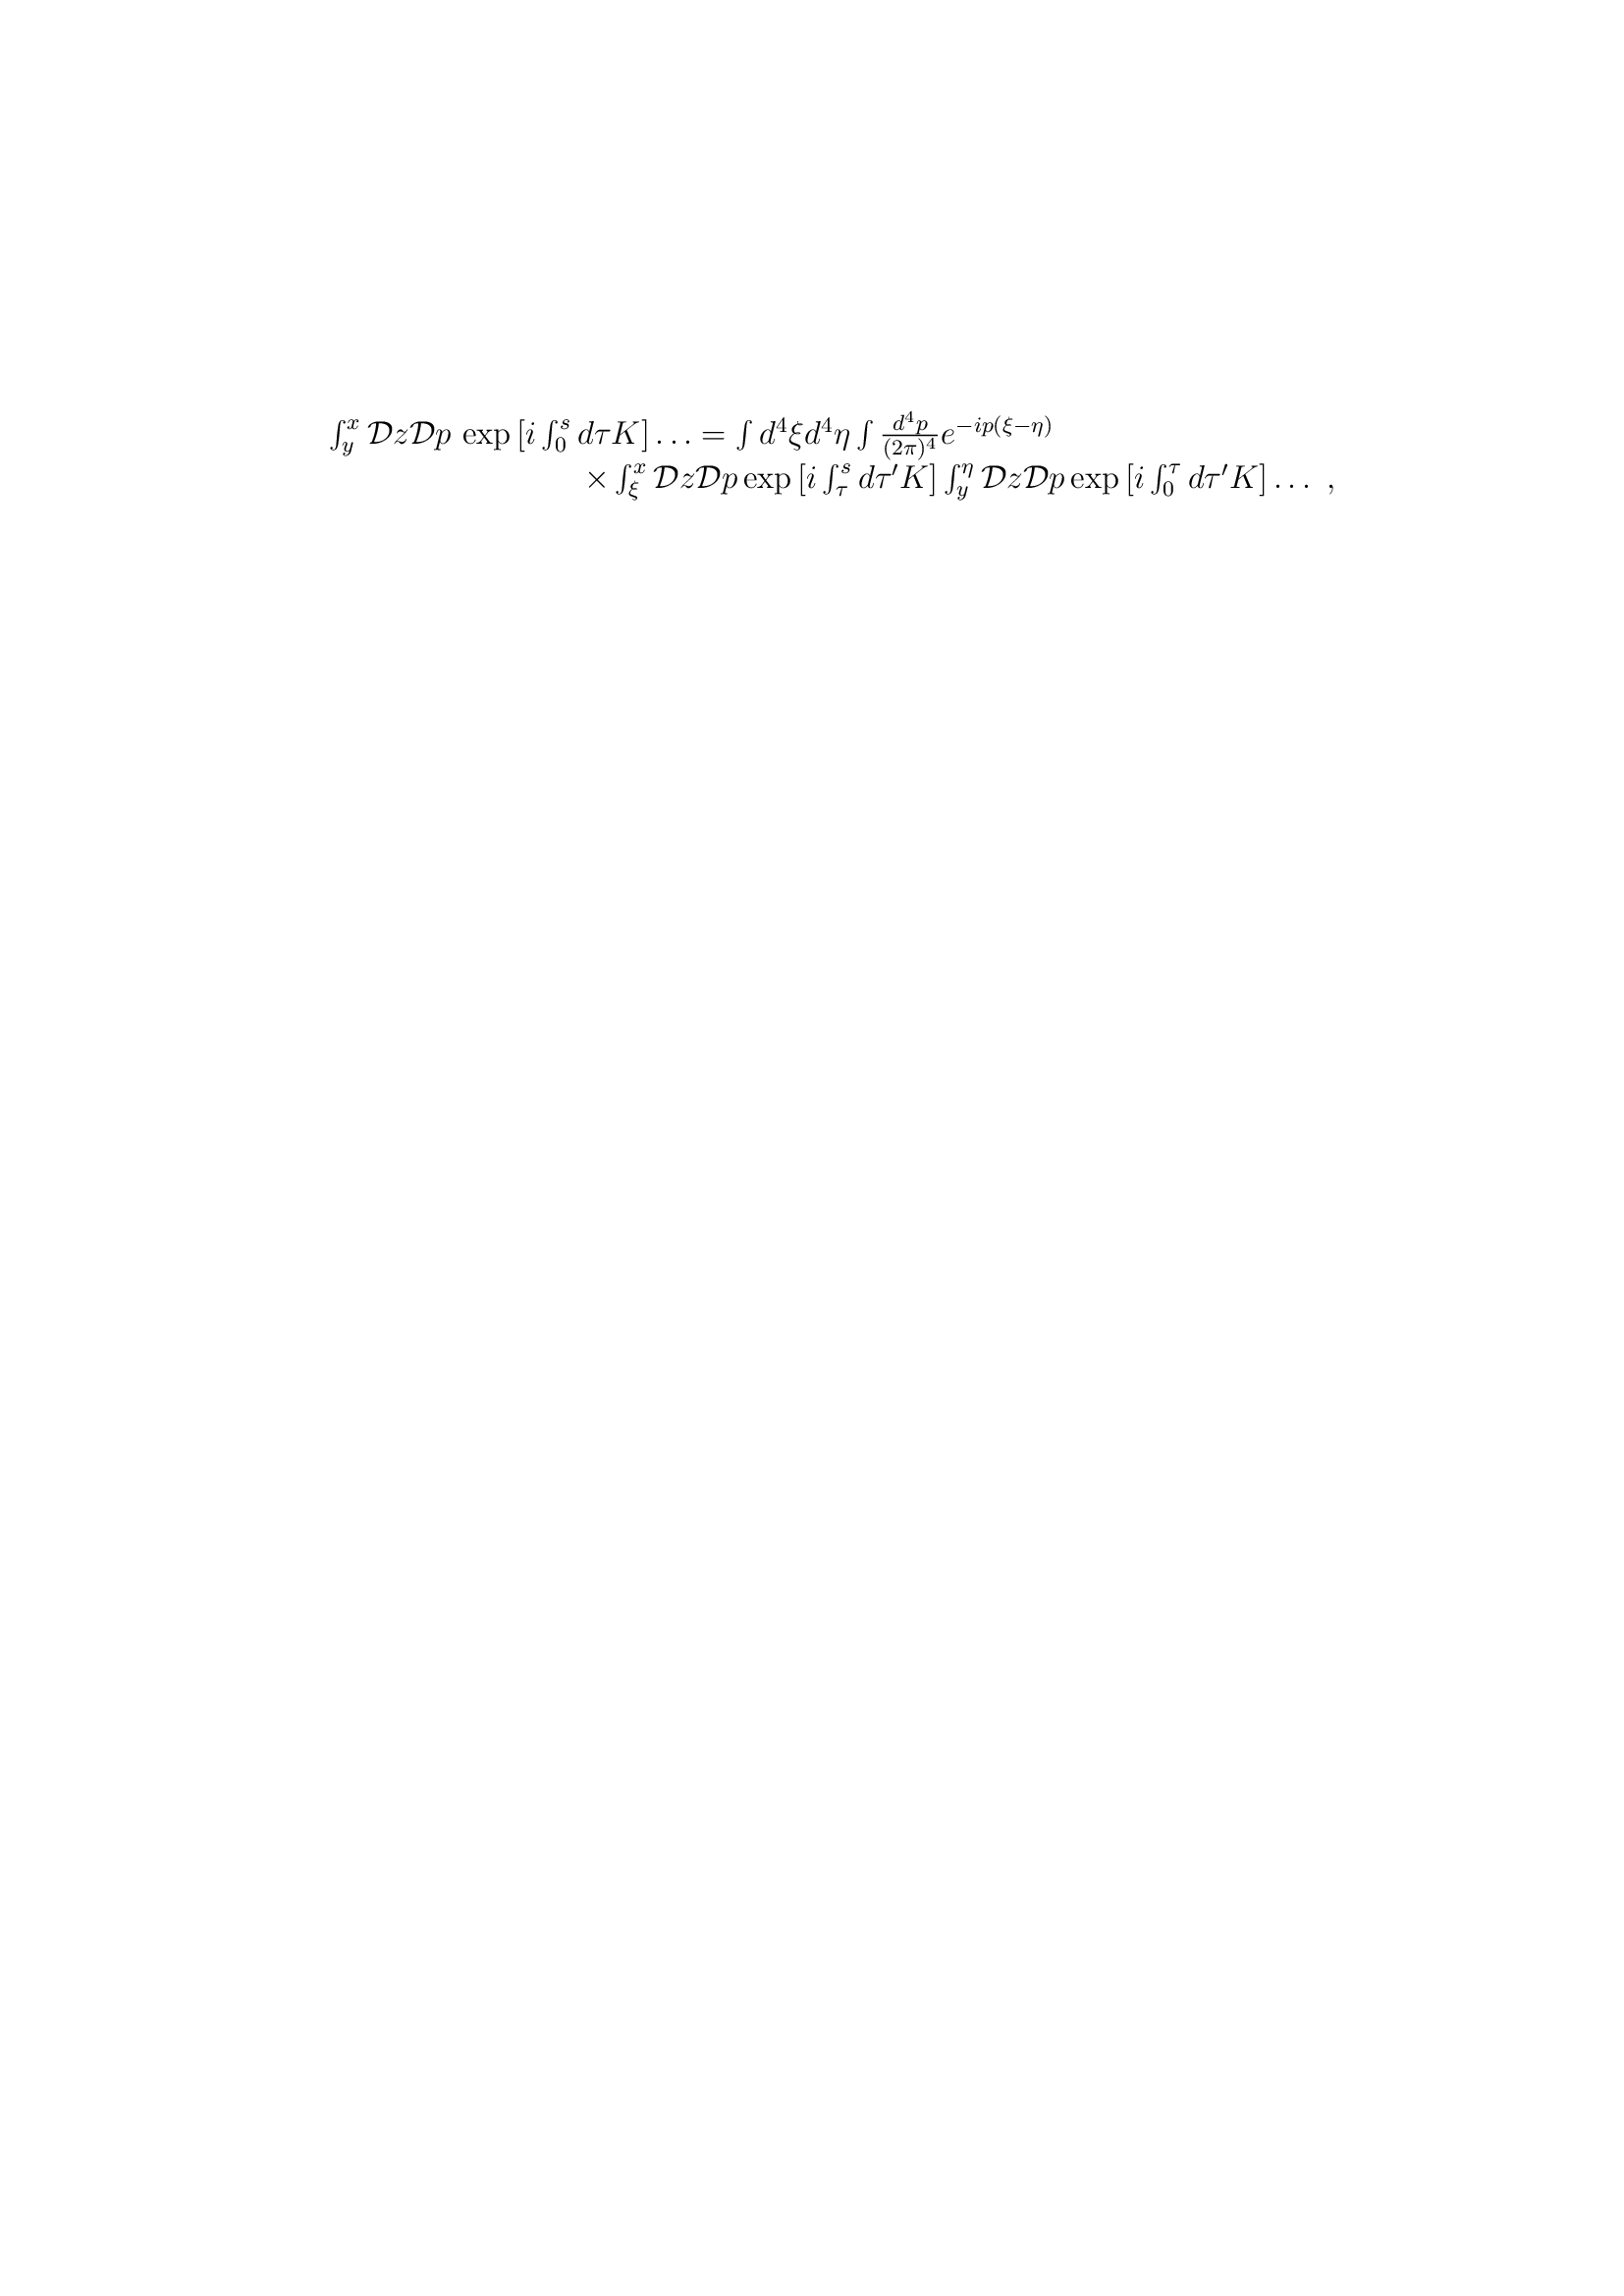 $\int_y^x \mathcal{D}z\mathcal{D}p \, \exp\left[i\int_0^s d\tau K\right] \ldots = \int d^4\xi d^4\eta \int \frac{d^4p}{(2\pi)^4} e^{-ip(\xi-\eta)}$
$\times \int_\xi^x \mathcal{D}z\mathcal{D}p \exp\left[i\int_\tau^s d\tau' K\right] \int_y^\eta \mathcal{D}z\mathcal{D}p \exp\left[i\int_0^\tau d\tau' K\right] \ldots \ ,$